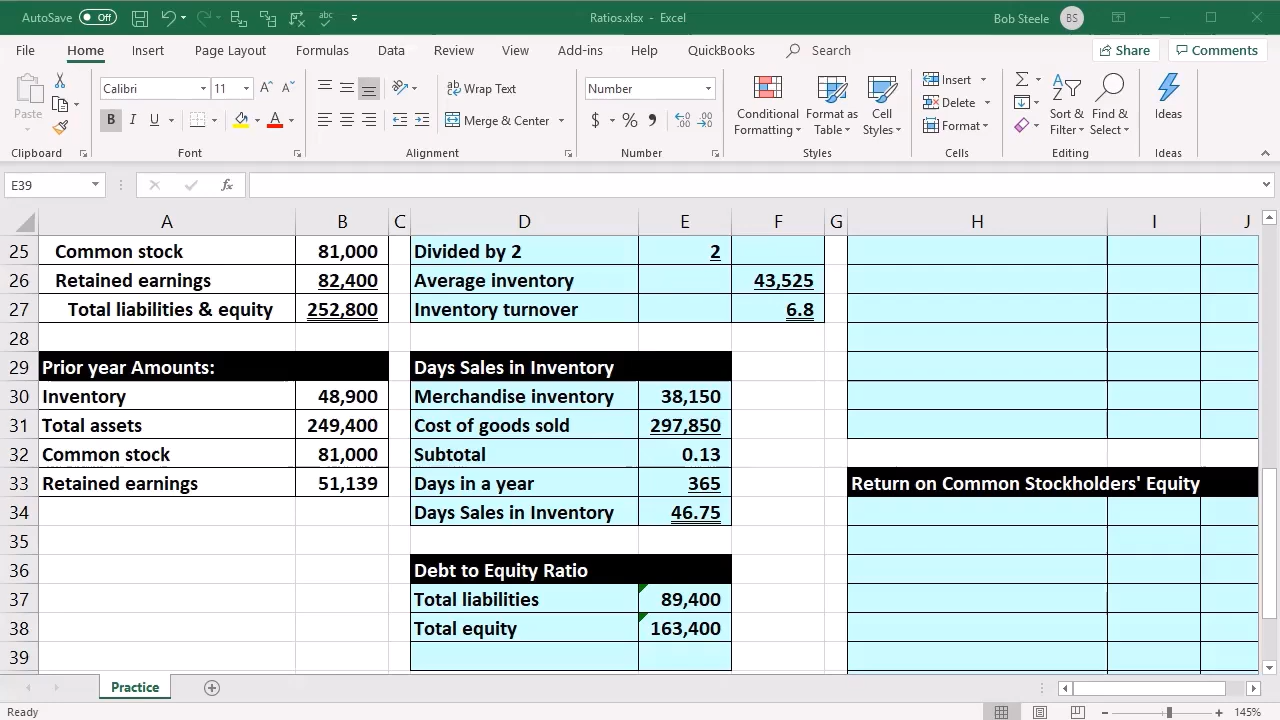 AutoSave Off abc Ratios.xlsx - Excel Bob Steele BS
File Home Insert Page Layout Formulas Data Review View Add-ins Help QuickBooks Search Share Comments
Paste
Calibri 11 A A
B I U A
ab Wrap Text
Merge & Center
Number
$ % ,
Conditional Formatting
Format as Table
Cell Styles
Insert
Delete
Format
Sort & Filter
Find & Select
Ideas
Clipboard Font Alignment Number Styles Cells Editing Ideas
E39 fx
A B C D E F G H I J
25 Common stock 81,000 Divided by 2 2
26 Retained earnings 82,400 Average inventory 43,525
27 Total liabilities & equity 252,800 Inventory turnover 6.8
28
29 Prior year Amounts: Days Sales in Inventory
30 Inventory 48,900 Merchandise inventory 38,150
31 Total assets 249,400 Cost of goods sold 297,850
32 Common stock 81,000 Subtotal 0.13
33 Retained earnings 51,139 Days in a year 365 Return on Common Stockholders' Equity
34 Days Sales in Inventory 46.75
35
36 Debt to Equity Ratio
37 Total liabilities 89,400
38 Total equity 163,400
39
Practice
Ready 145%